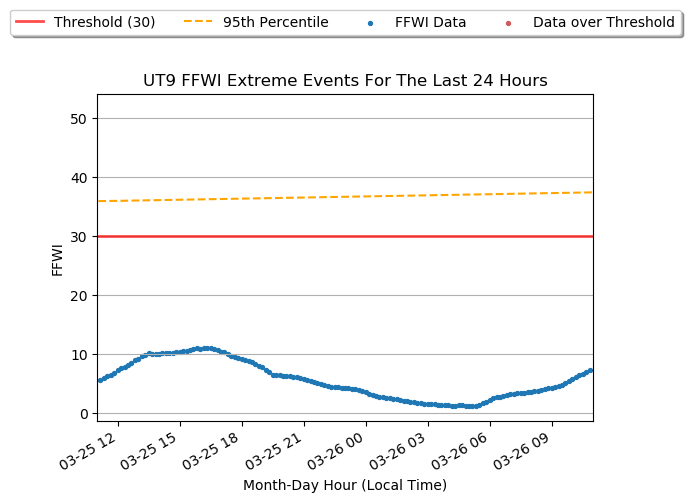 Threshold (30) 95th Percentile FFWI Data Data over Threshold
UT9 FFWI Extreme Events For The Last 24 Hours
50
40
30
20
10
0
FFWI
03-25 12 03-25 15 03-25 18 03-25 21 03-26 00 03-26 03 03-26 06 03-26 09
Month-Day Hour (Local Time)